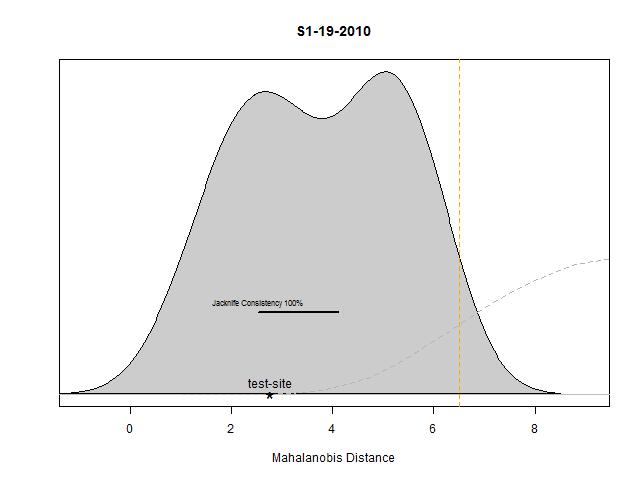 S1-19-2010
Jacknife Consistency 100%
test-site
0 2 4 6 8
Mahalanobis Distance